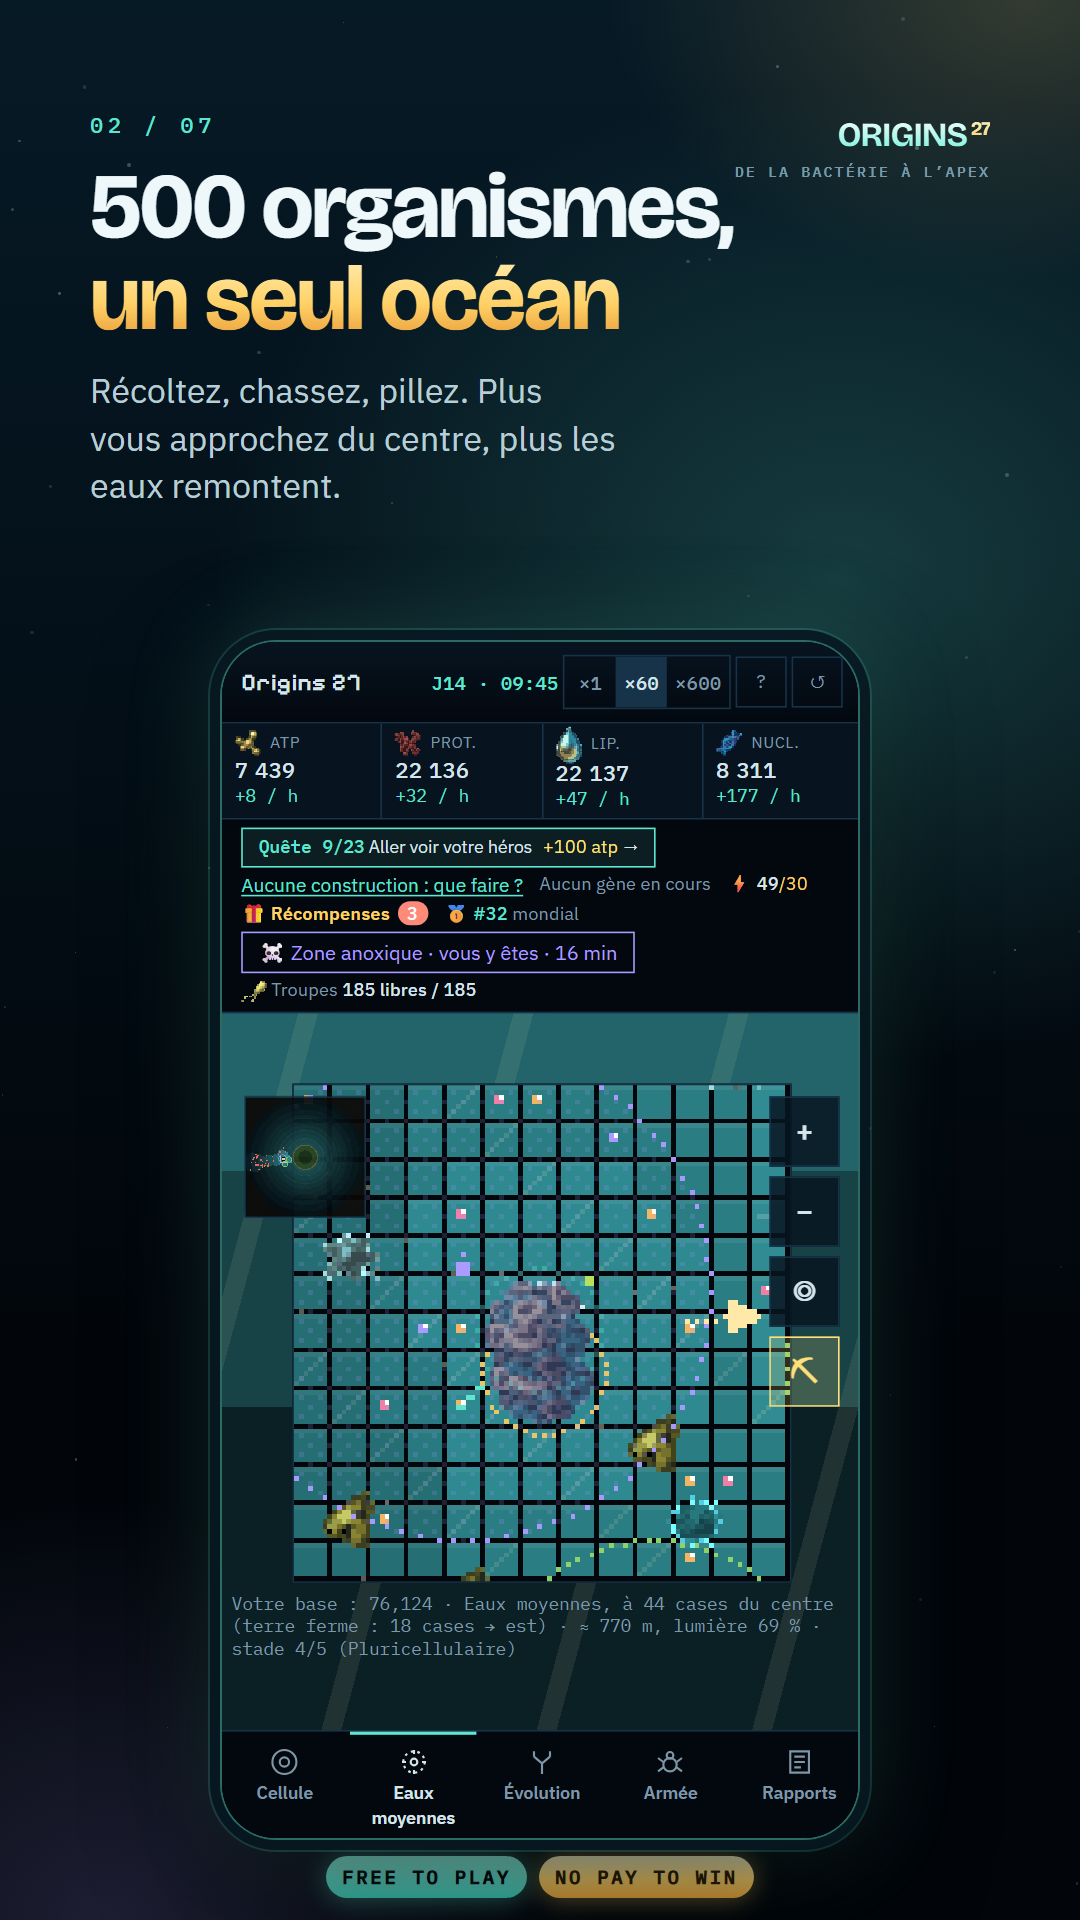 02 / 07
ORIGINS 27
DE LA BACTÉRIE À L'APEX
500 organismes,
un seul océan
Récoltez, chassez, pillez. Plus
vous approchez du centre, plus les
eaux remontent.
Origins 27
J14 · 09:45
×1 ×60 ×600 ? ↺
ATP PROT. LIP. NUCL.
7 439 22 136 22 137 8 311
+8 / h +32 / h +47 / h +177 / h
Quête 9/23 Aller voir votre héros +100 atp →
Aucune construction : que faire ? Aucun gène en cours 49/30
Récompenses 3 #32 mondial
Zone anoxique · vous y êtes · 16 min
Troupes 185 libres / 185
+
−
Votre base : 76,124 · Eaux moyennes, à 44 cases du centre
(terre ferme : 18 cases → est) · ≈ 770 m, lumière 69 % ·
stade 4/5 (Pluricellulaire)
Cellule
Eaux
moyennes
Évolution
Armée
Rapports
FREE TO PLAY
NO PAY TO WIN